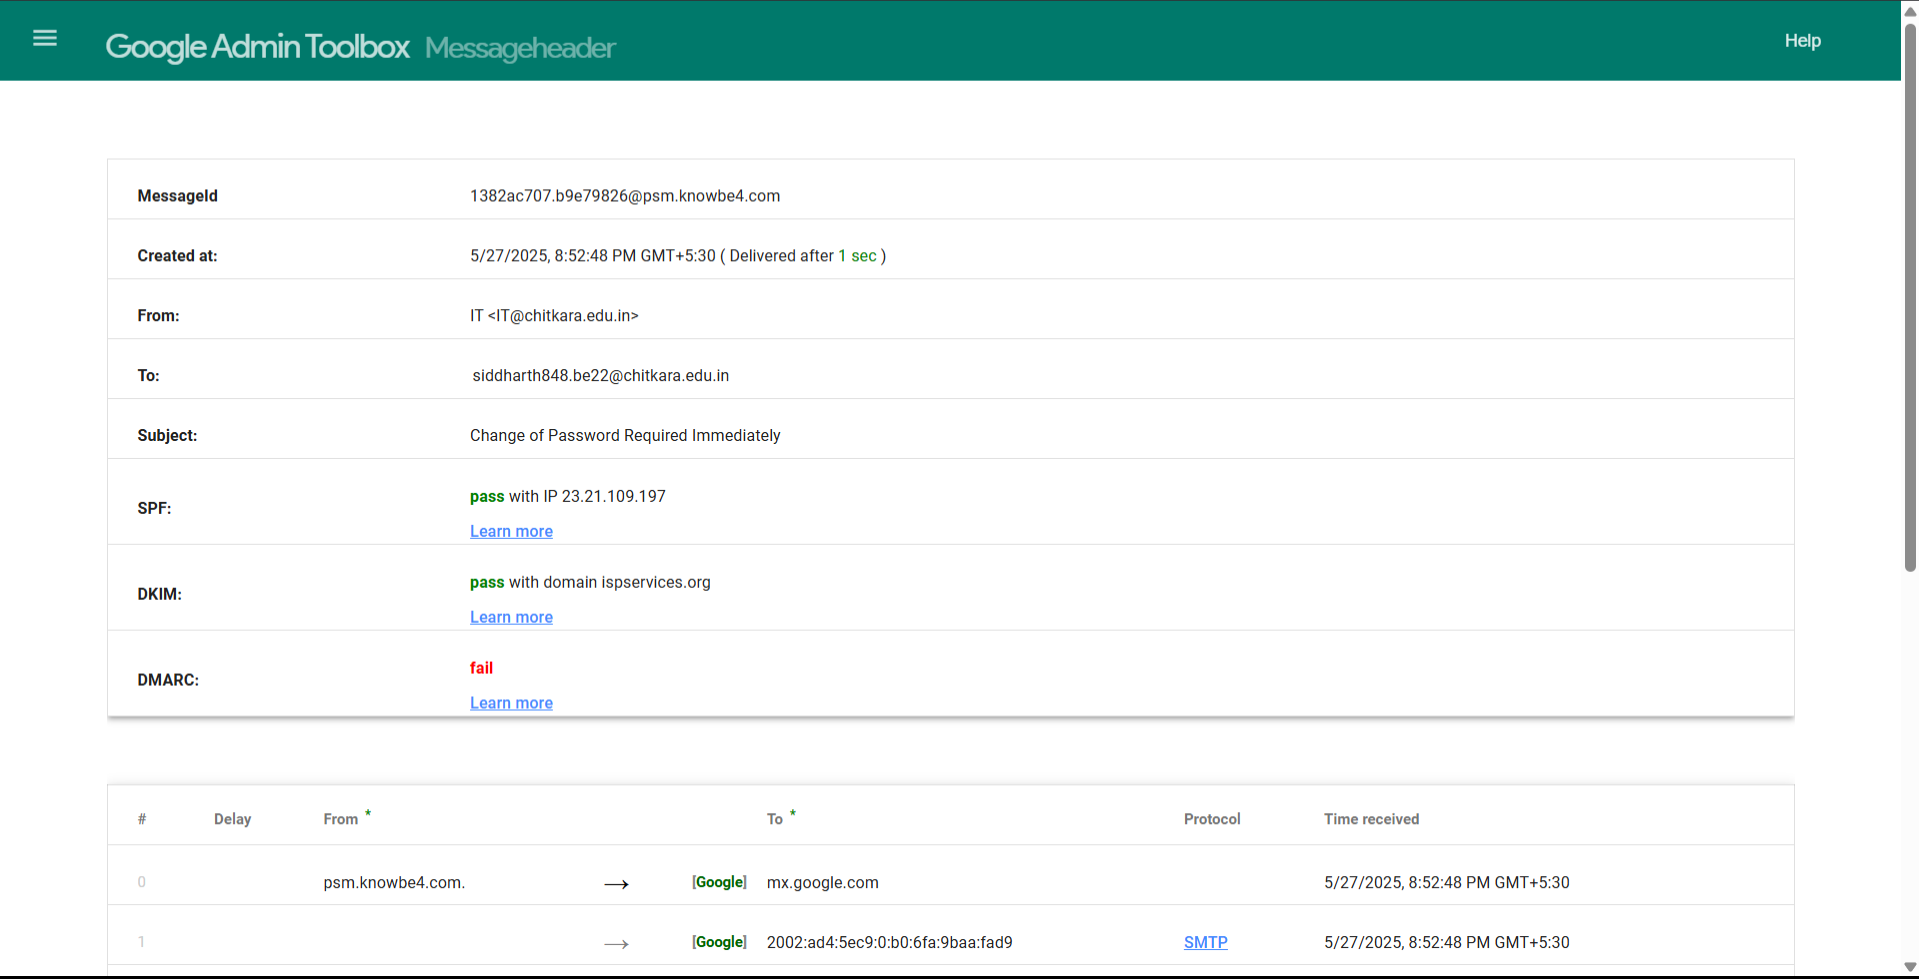 Google Admin Toolbox Messageheader Help
MessageId 1382ac707.b9e79826@psm.knowbe4.com
Created at: 5/27/2025, 8:52:48 PM GMT+5:30 ( Delivered after 1 sec )
From: IT <IT@chitkara.edu.in>
To: siddharth848.be22@chitkara.edu.in
Subject: Change of Password Required Immediately
SPF: pass with IP 23.21.109.197
Learn more
DKIM: pass with domain ispservices.org
Learn more
DMARC: fail
Learn more
# Delay From * To * Protocol Time received
0 psm.knowbe4.com. → [Google] mx.google.com 5/27/2025, 8:52:48 PM GMT+5:30
1 → [Google] 2002:ad4:5ec9:0:b0:6fa:9baa:fad9 SMTP 5/27/2025, 8:52:48 PM GMT+5:30